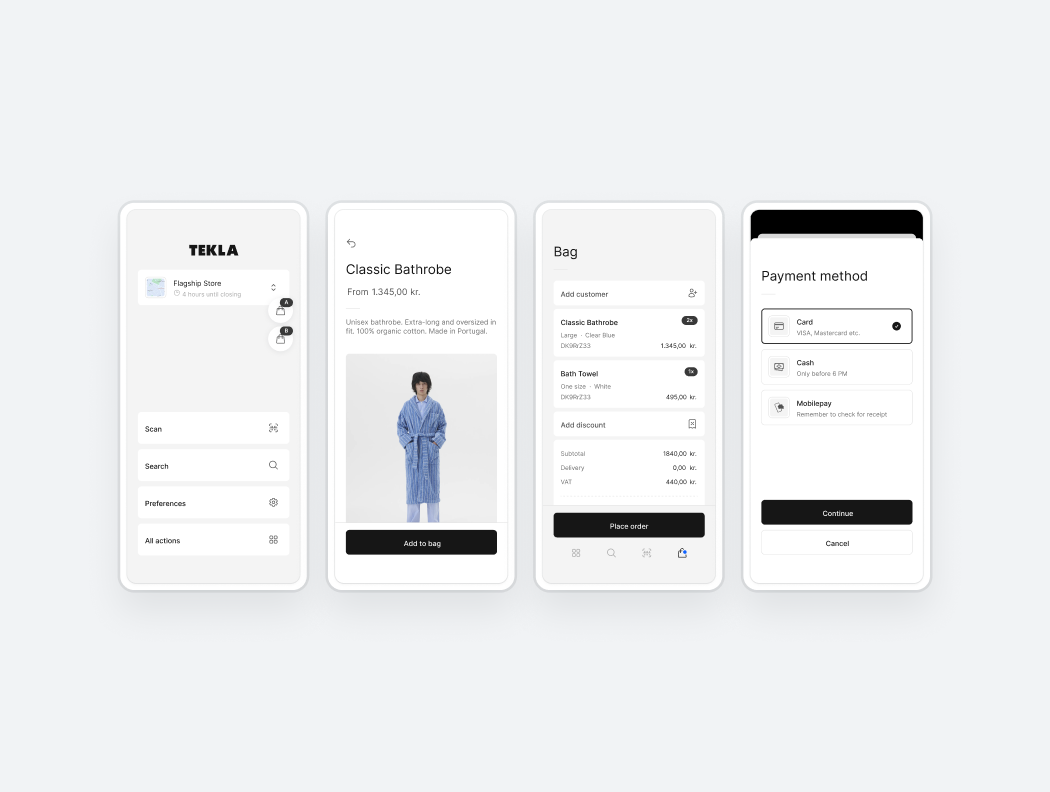 TEKLA
Flagship Store
4 hours until closing
A
B
Scan
Search
Preferences
All actions
Classic Bathrobe
From 1.345,00 kr.
Unisex bathrobe. Extra-long and oversized in
fit. 100% organic cotton. Made in Portugal.
Add to bag
Bag
Add customer
Classic Bathrobe 2x
Large · Clear Blue
DK9RrZ33 1.345,00 kr.
Bath Towel 1x
One size · White
DK9RrZ33 495,00 kr.
Add discount
Subtotal 1840,00 kr.
Delivery 0,00 kr.
VAT 440,00 kr.
Place order
Payment method
Card
VISA, Mastercard etc.
Cash
Only before 6 PM
Mobilepay
Remember to check for receipt
Continue
Cancel